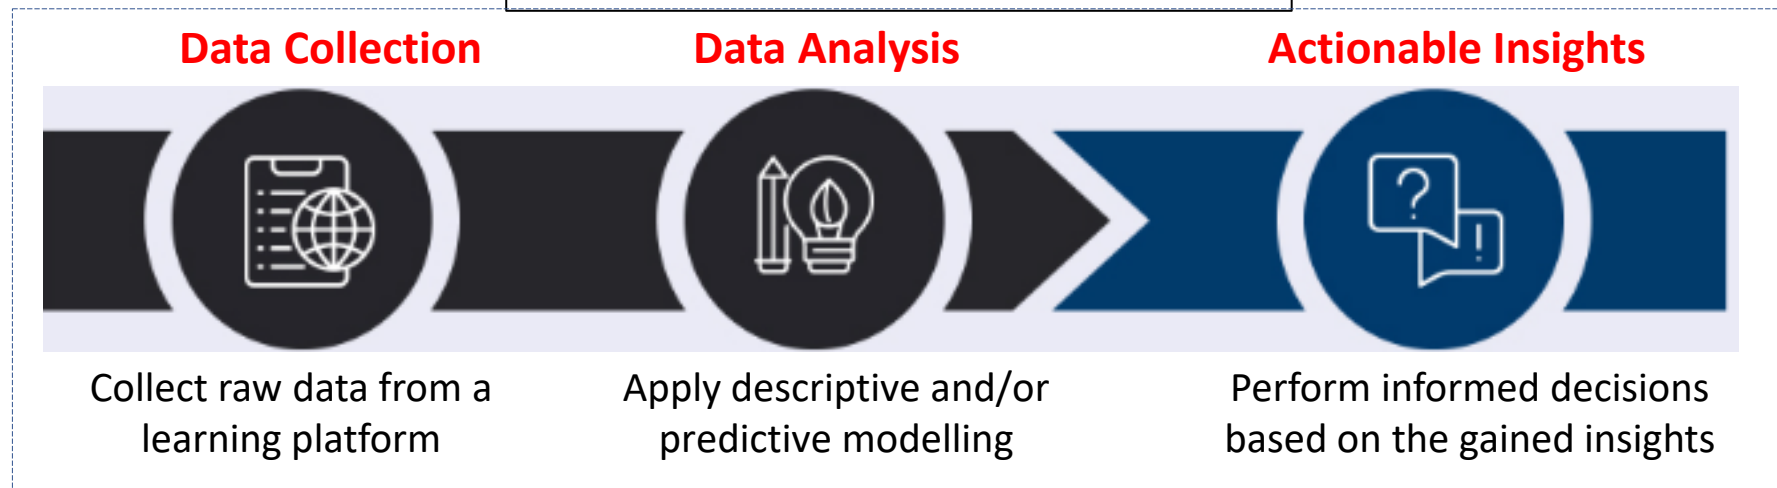 Data Collection
Data Analysis
Actionable Insights
?
!
Collect raw data from a
learning platform
Apply descriptive and/or
predictive modelling
Perform informed decisions
based on the gained insights